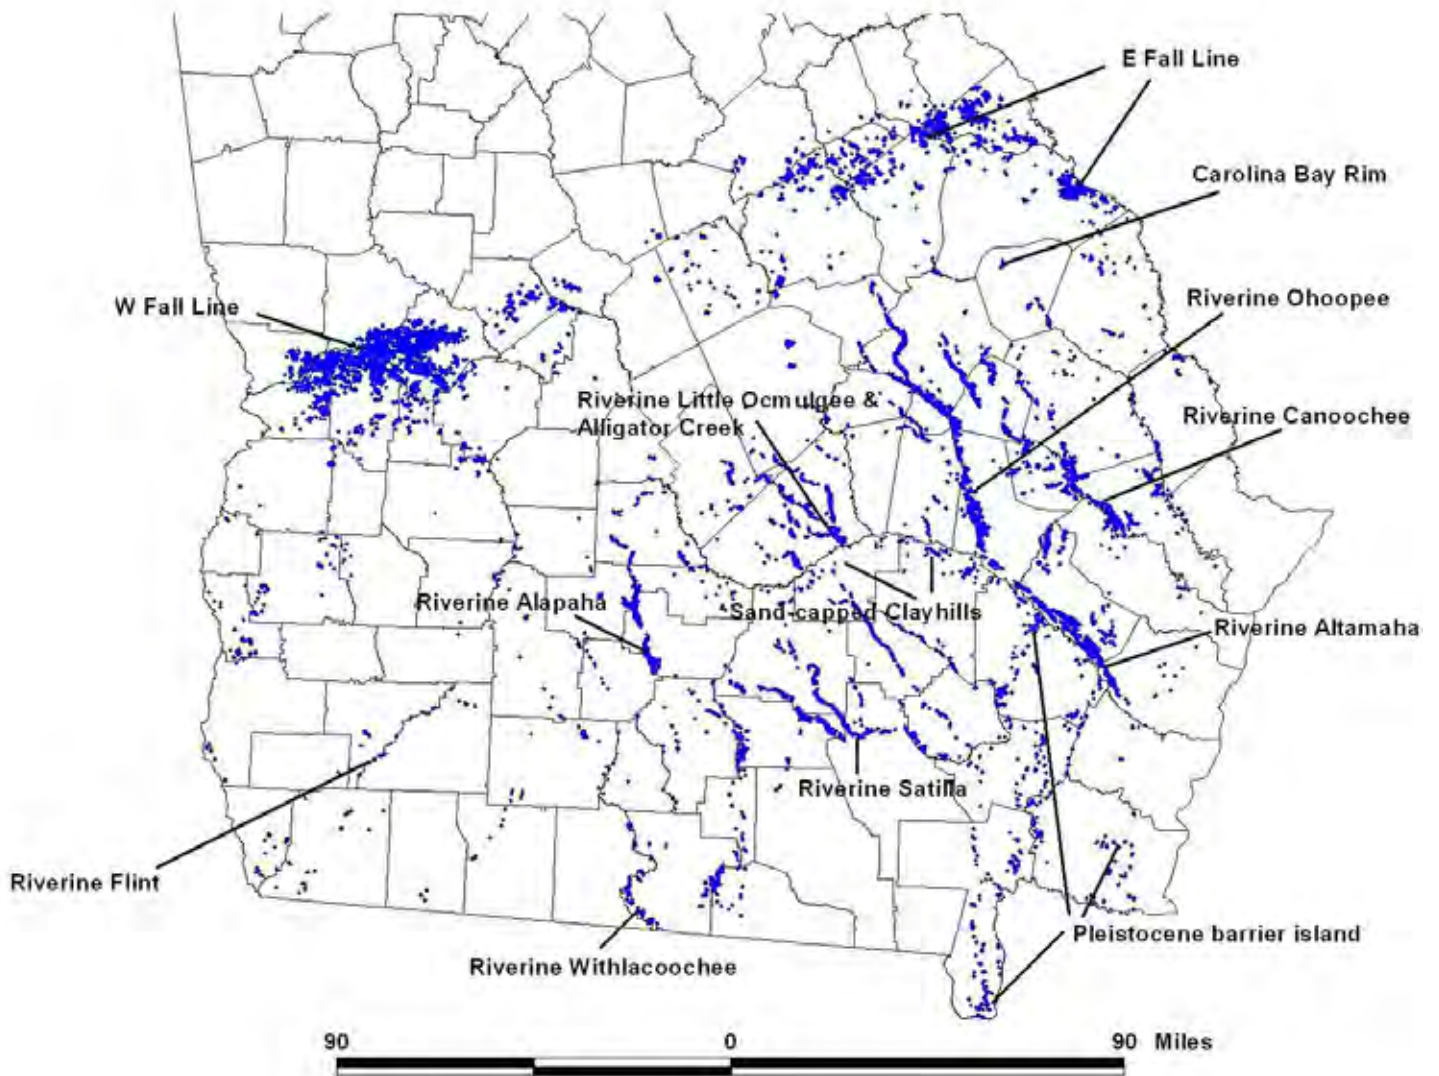 E Fall Line
Carolina Bay Rim
W Fall Line
Riverine Ohoopee
Riverine Little Ocmulgee &
Alligator Creek
Riverine Canoochee
Riverine Alapaha
Sand-capped Clayhills
Riverine Altamaha
Riverine Satilla
Riverine Flint
Pleistocene barrier island
Riverine Withlacoochee
90 0 90 Miles